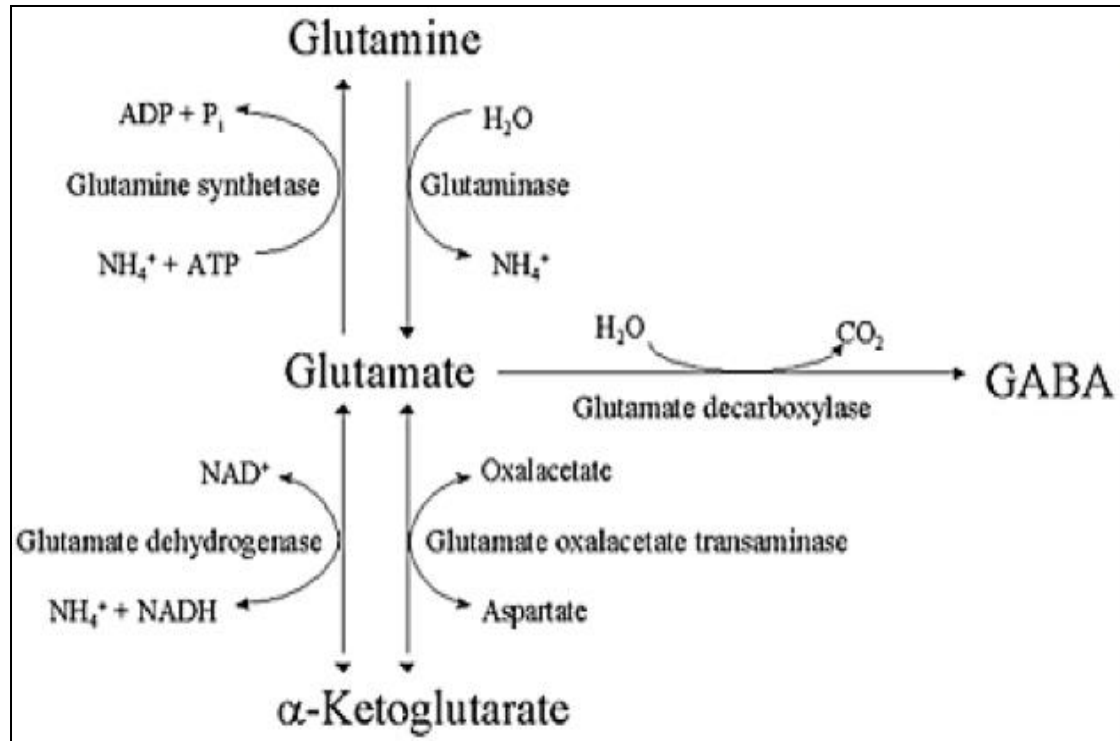 Glutamine
ADP + Pi
H₂O
Glutamine synthetase
Glutaminase
NH₄⁺ + ATP
NH₄⁺
H₂O
CO₂
Glutamate
GABA
Glutamate decarboxylase
NAD⁺
Oxalacetate
Glutamate dehydrogenase
Glutamate oxalacetate transaminase
NH₄⁺ + NADH
Aspartate
α-Ketoglutarate